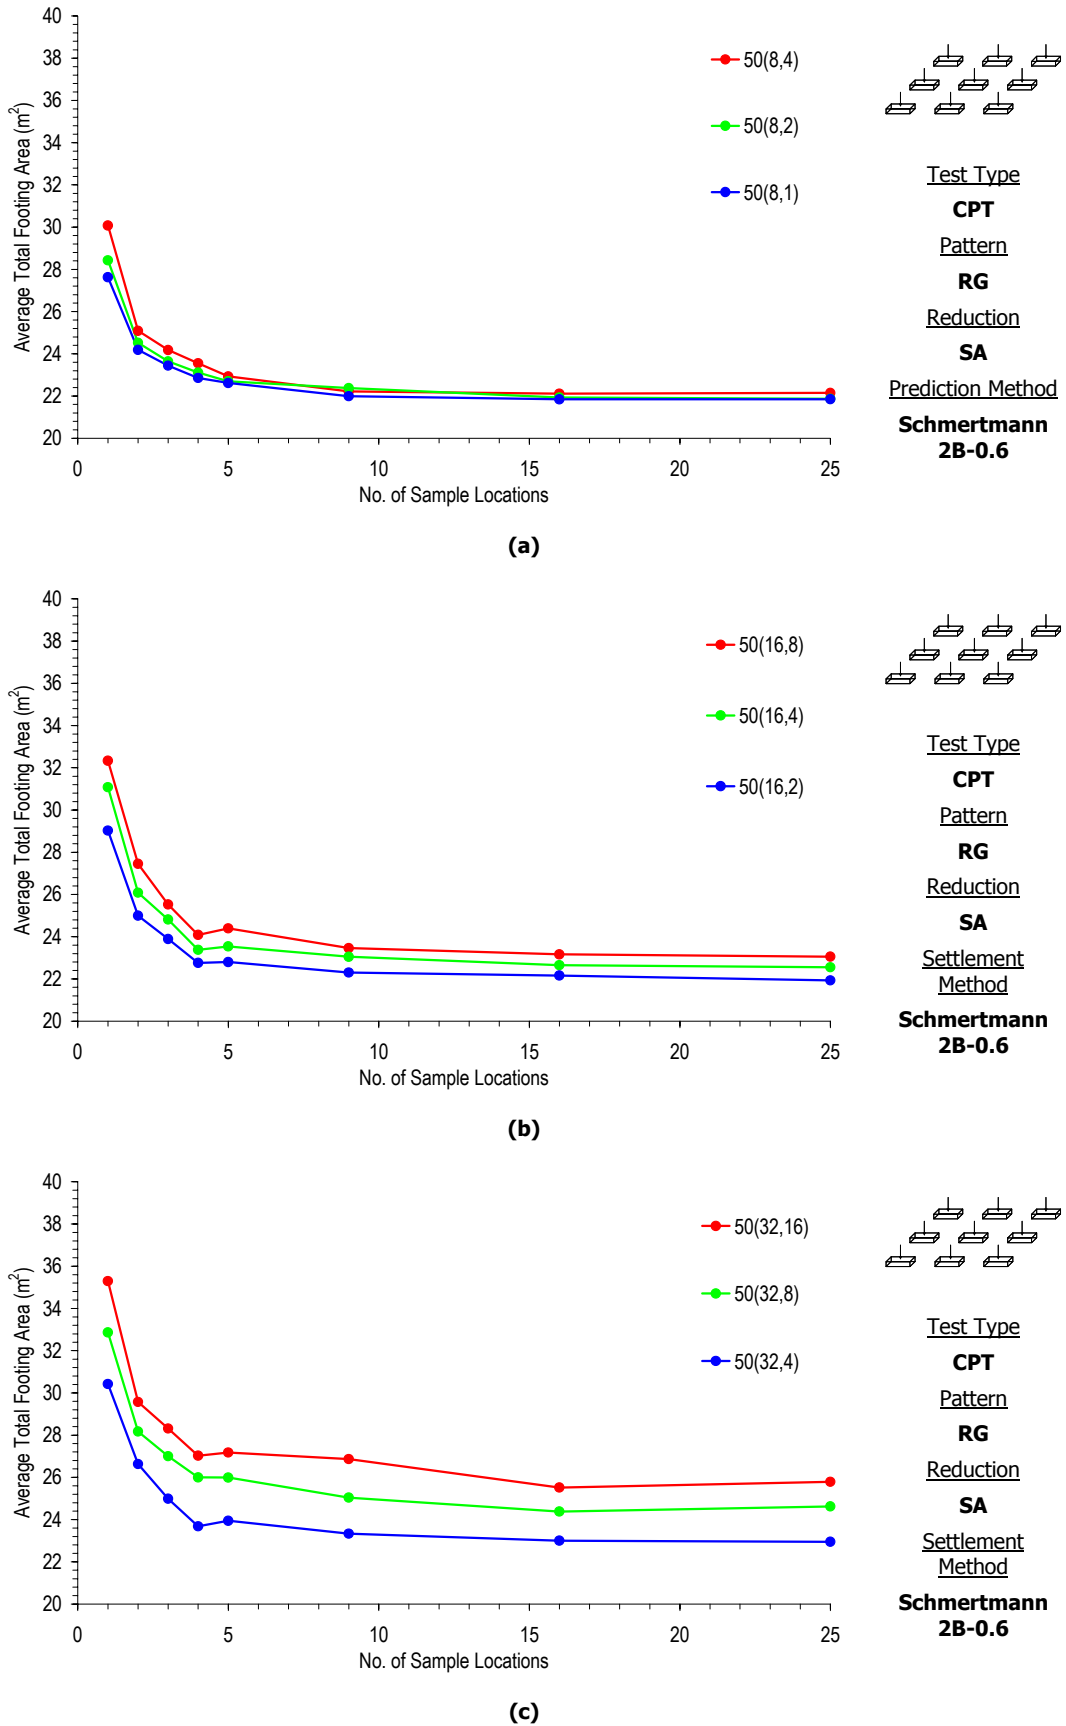 40
38
36
34
32
30
28
26
24
22
20
Average Total Footing Area (m²)
0 5 10 15 20 25
No. of Sample Locations
50(8,4)
50(8,2)
50(8,1)
Test Type
CPT
Pattern
RG
Reduction
SA
Prediction Method
Schmertmann
2B-0.6
(a)
40
38
36
34
32
30
28
26
24
22
20
Average Total Footing Area (m²)
0 5 10 15 20 25
No. of Sample Locations
50(16,8)
50(16,4)
50(16,2)
Test Type
CPT
Pattern
RG
Reduction
SA
Settlement
Method
Schmertmann
2B-0.6
(b)
40
38
36
34
32
30
28
26
24
22
20
Average Total Footing Area (m²)
0 5 10 15 20 25
No. of Sample Locations
50(32,16)
50(32,8)
50(32,4)
Test Type
CPT
Pattern
RG
Reduction
SA
Settlement
Method
Schmertmann
2B-0.6
(c)